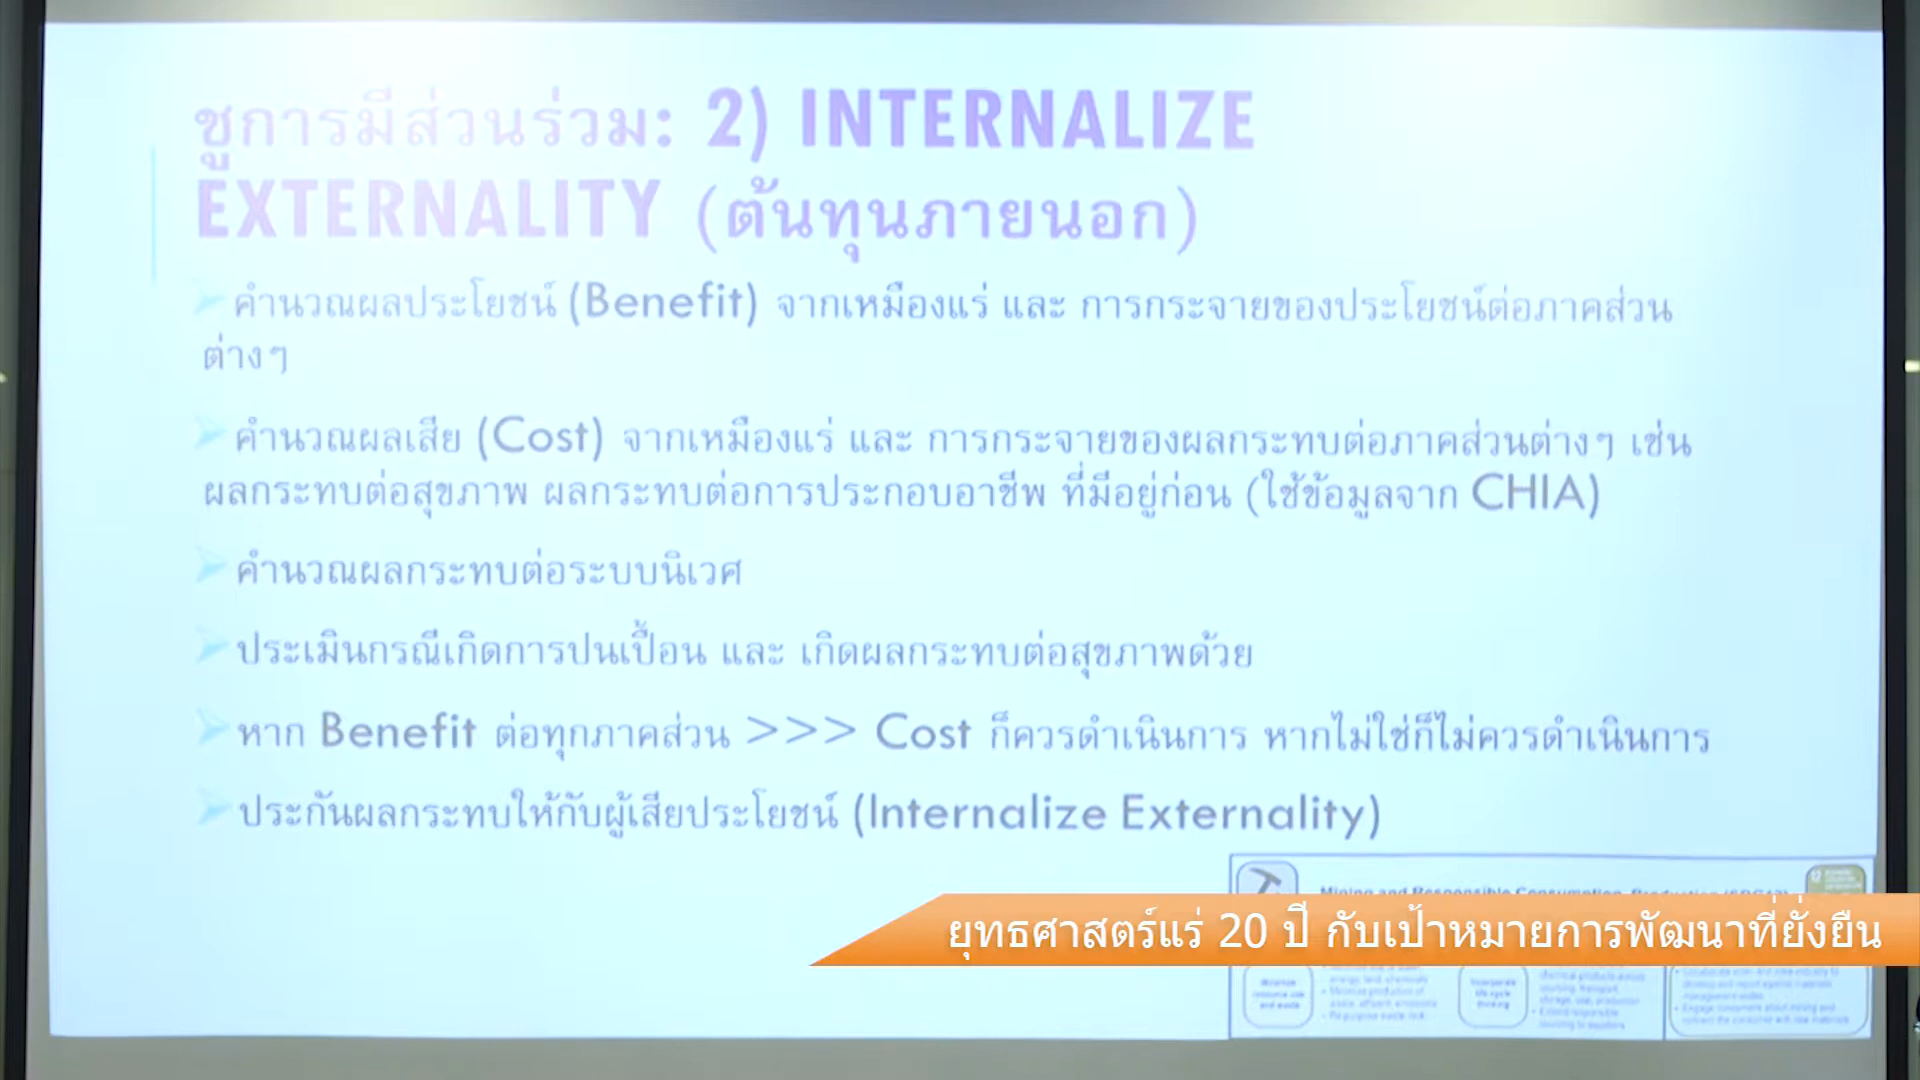 ชูการมีส่วนร่วม: 2) INTERNALIZE
EXTERNALITY (ต้นทุนภายนอก)
คำนวณผลประโยชน์ (Benefit) จากเหมืองแร่ และ การกระจายของประโยชน์ต่อภาคส่วน
ต่างๆ
คำนวณผลเสีย (Cost) จากเหมืองแร่ และ การกระจายของผลกระทบต่อภาคส่วนต่างๆ เช่น
ผลกระทบต่อสุขภาพ ผลกระทบต่อการประกอบอาชีพ ที่มีอยู่ก่อน (ใช้ข้อมูลจาก CHIA)
คำนวณผลกระทบต่อระบบนิเวศ
ประเมินกรณีเกิดการปนเปื้อน และ เกิดผลกระทบต่อสุขภาพด้วย
หาก Benefit ต่อทุกภาคส่วน >>> Cost ก็ควรดำเนินการ หากไม่ใช่ก็ไม่ควรดำเนินการ
ประกันผลกระทบให้กับผู้เสียประโยชน์ (Internalize Externality)
Mining and Responsible Consumption
ยุทธศาสตร์แร่ 20 ปี กับเป้าหมายการพัฒนาที่ยั่งยืน